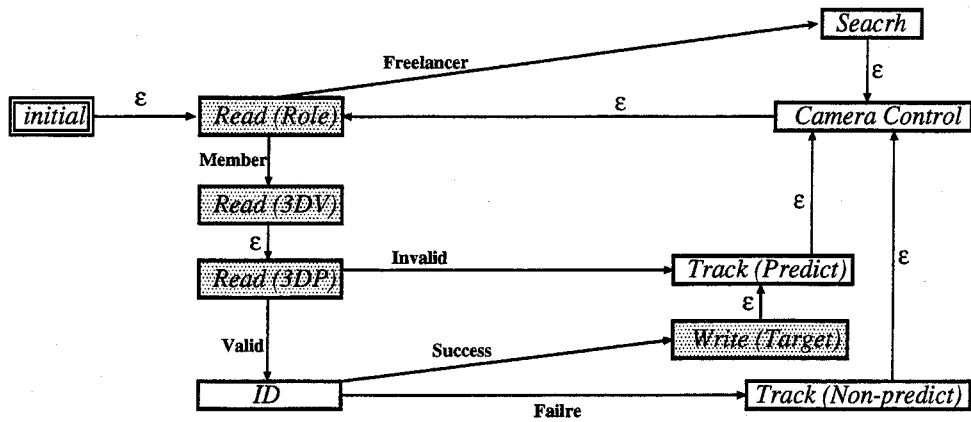 Seacrh
Freelancer
ε
ε
ε
initial
Read (Role)
Camera Control
Member
Read (3DV)
ε
ε
ε
Invalid
Read (3DP)
Track (Predict)
ε
Valid
Success
Write (Target)
ID
Track (Non-predict)
Failre